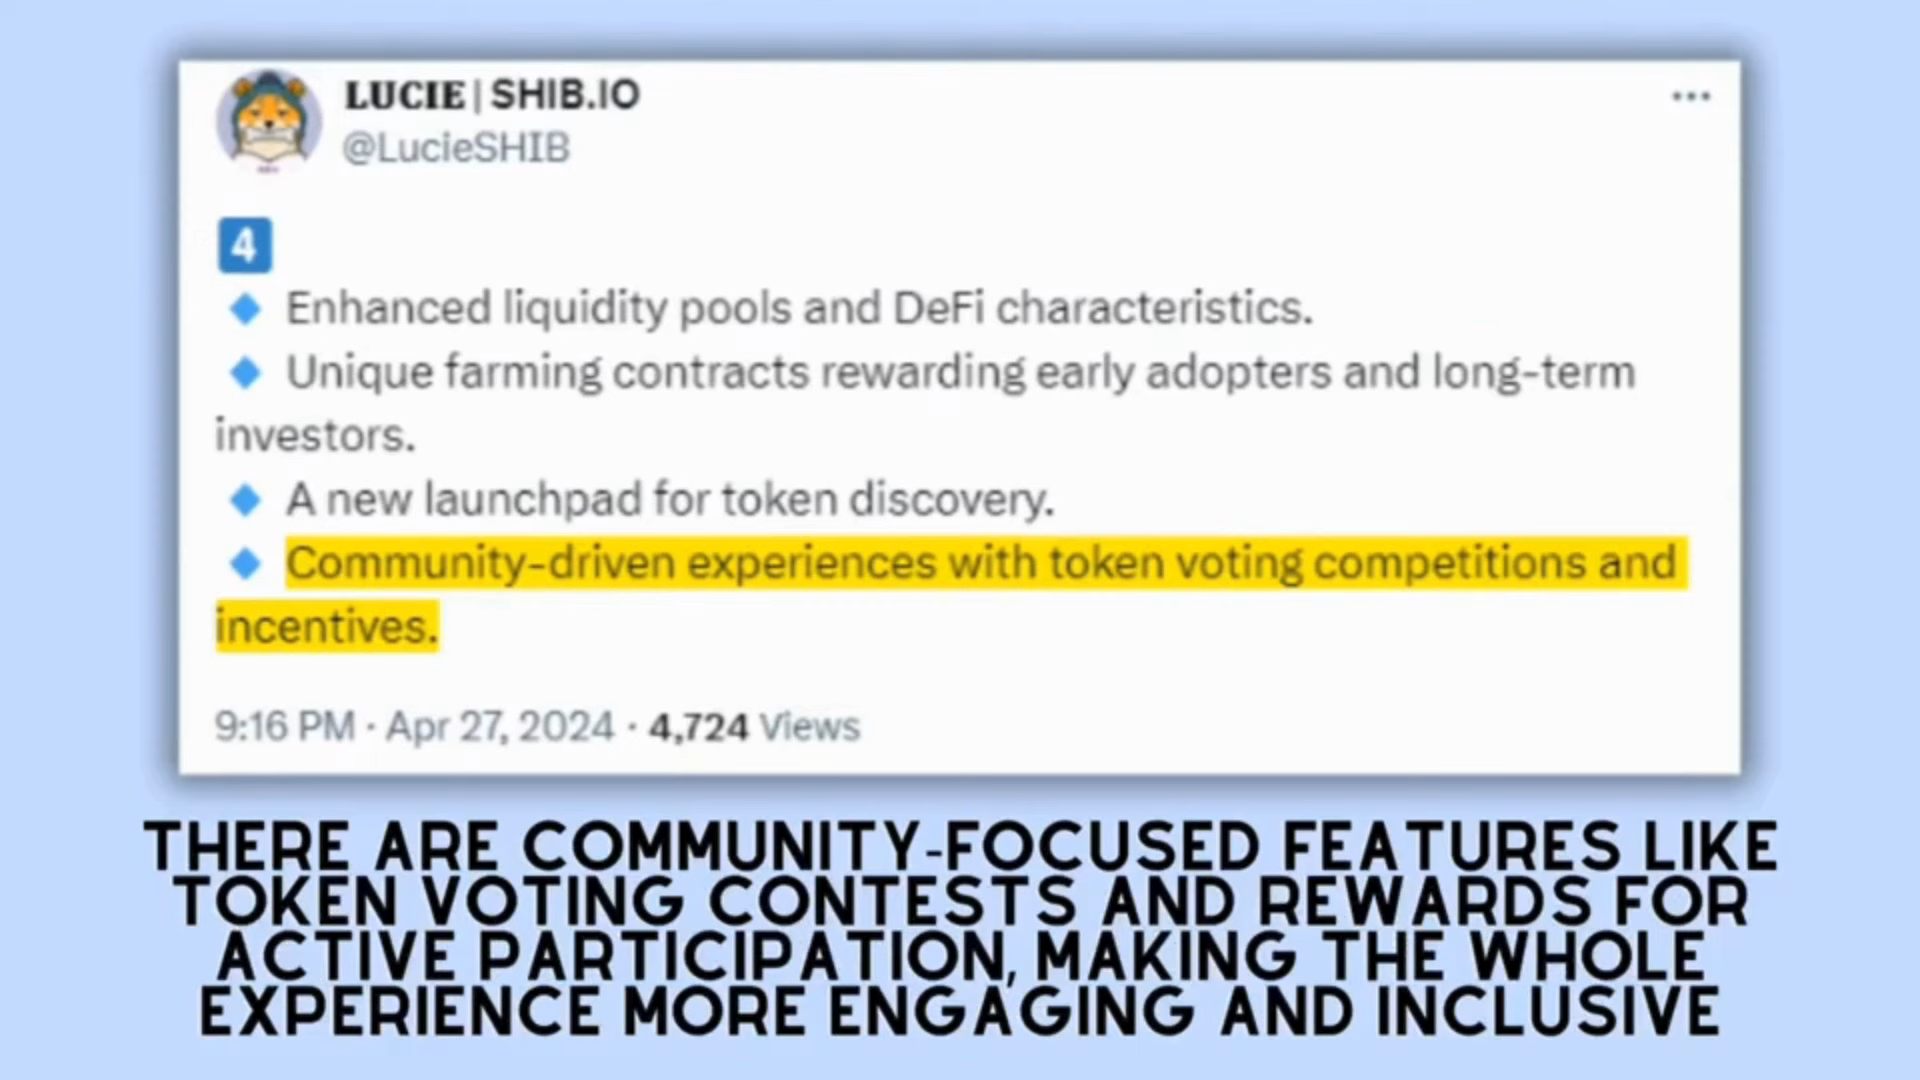 LUCIE | SHIB.IO
@LucieSHIB
4
Enhanced liquidity pools and DeFi characteristics.
Unique farming contracts rewarding early adopters and long-term
investors.
A new launchpad for token discovery.
Community-driven experiences with token voting competitions and
incentives.
9:16 PM · Apr 27, 2024 · 4,724 Views
THERE ARE COMMUNITY-FOCUSED FEATURES LIKE
TOKEN VOTING CONTESTS AND REWARDS FOR
ACTIVE PARTICIPATION, MAKING THE WHOLE
EXPERIENCE MORE ENGAGING AND INCLUSIVE